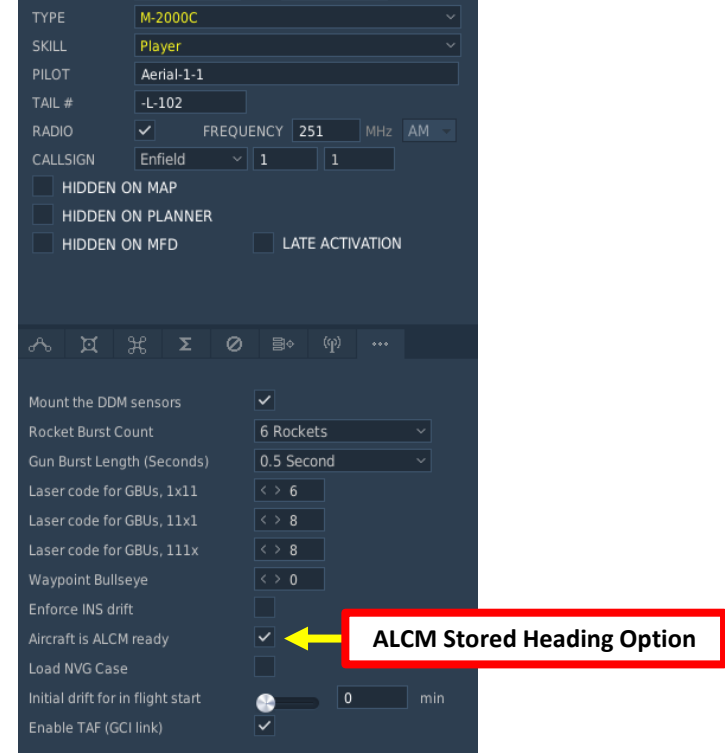 TYPE M-2000C
SKILL Player
PILOT Aerial-1-1
TAIL # -L-102
RADIO FREQUENCY 251 MHz AM
CALLSIGN Enfield 1 1
HIDDEN ON MAP
HIDDEN ON PLANNER
HIDDEN ON MFD LATE ACTIVATION
Mount the DDM sensors
Rocket Burst Count 6 Rockets
Gun Burst Length (Seconds) 0.5 Second
Laser code for GBUs, 1x11 < > 6
Laser code for GBUs, 11x1 < > 8
Laser code for GBUs, 111x < > 8
Waypoint Bullseye < > 0
Enforce INS drift
Aircraft is ALCM ready
ALCM Stored Heading Option
Load NVG Case
Initial drift for in flight start 0 min
Enable TAF (GCI link)